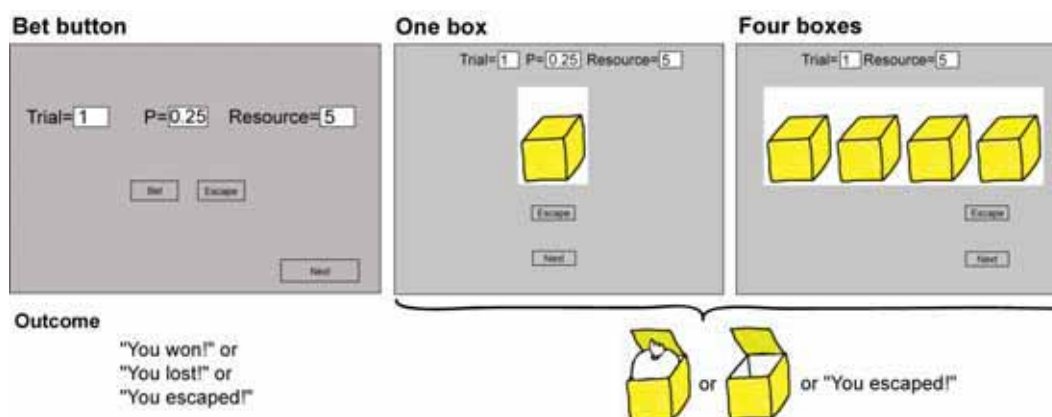 Bet button
Trial=1 P=0.25 Resource=5
Bet Escape
Next
One box
Trial=1 P=0.25 Resource=5
Escape
Next
Four boxes
Trial=1 Resource=5
Escape
Next
Outcome
"You won!" or
"You lost!" or
"You escaped!"
or or "You escaped!"